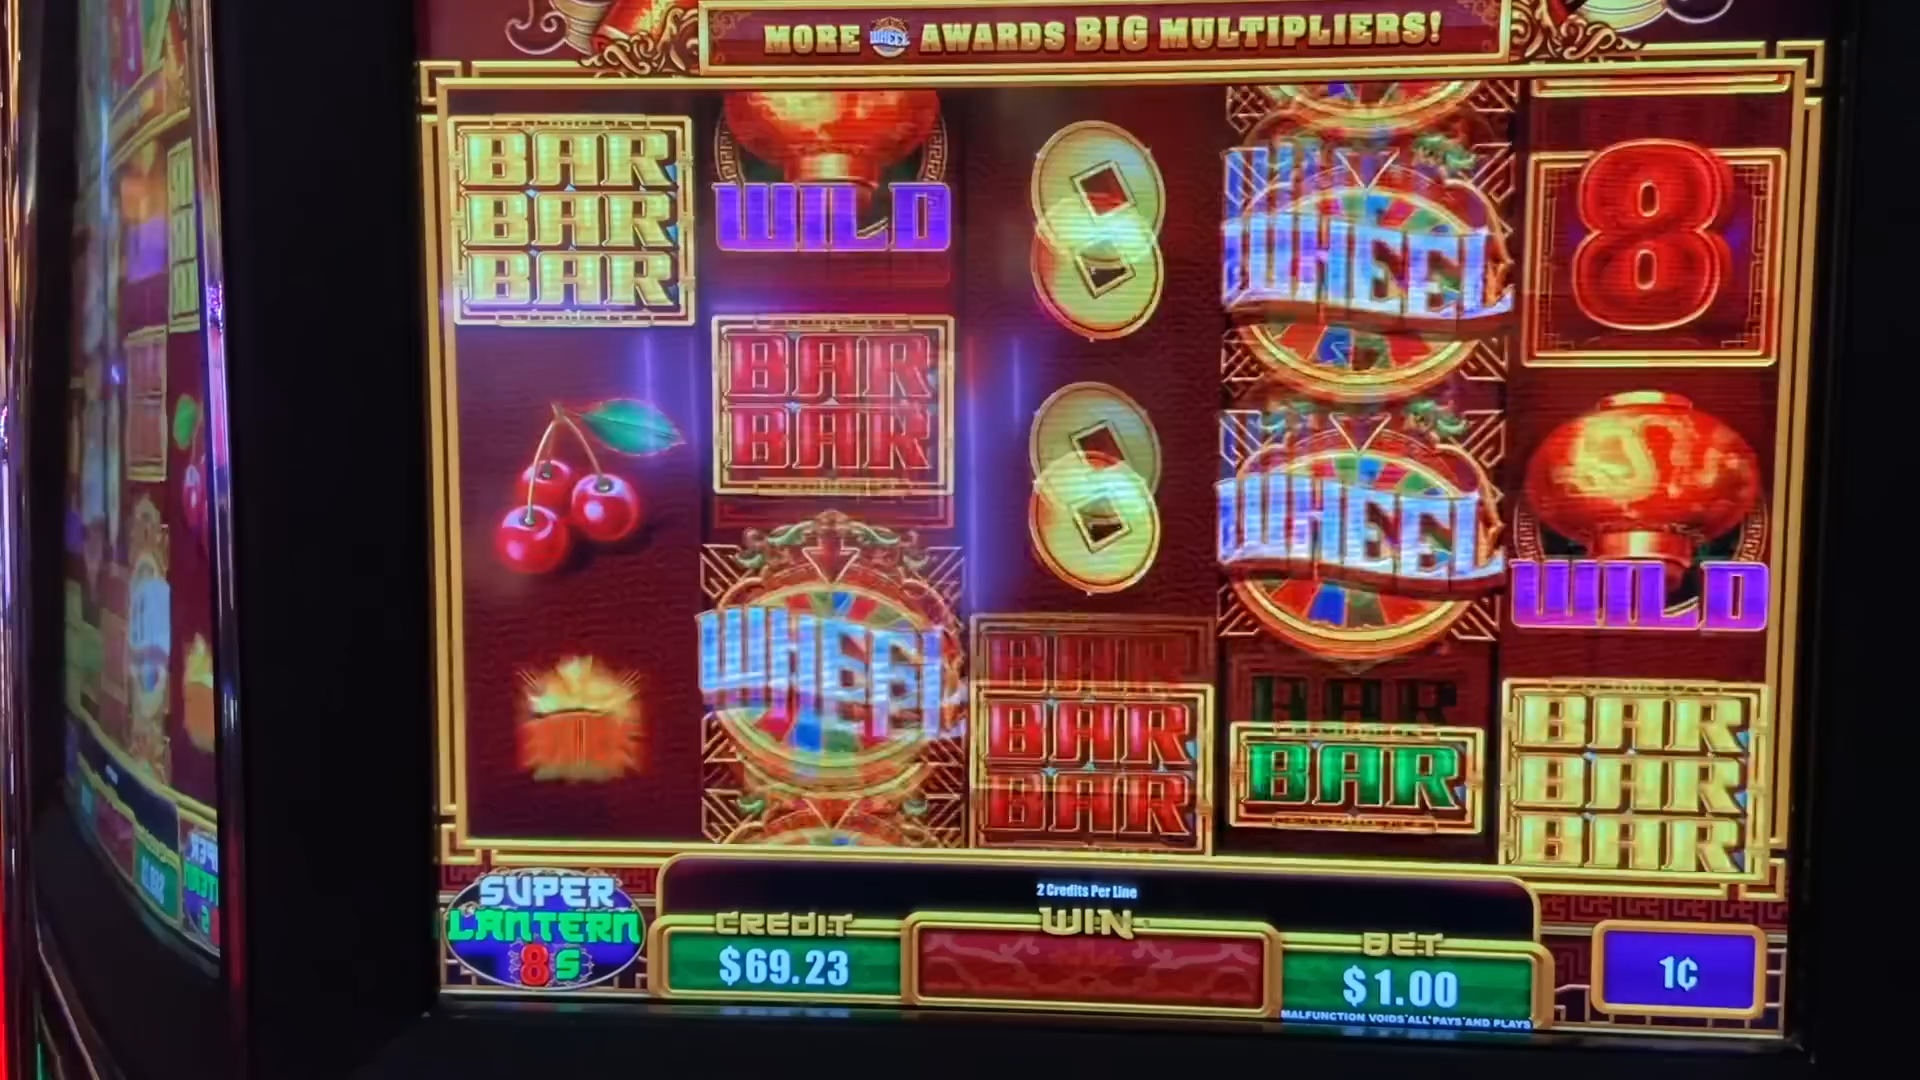 MORE WHEEL AWARDS BIG MULTIPLIERS!
BAR
BAR
BAR
WILD
WHEEL
8
BAR
BAR
WHEEL
WILD
WHEEL
BAR
BAR
BAR
BAR
BAR
BAR
BAR
BAR
BAR
SUPER
LANTERN
8S
2 Credits Per Line
CREDIT
$69.23
WIN
BET
$1.00
MALFUNCTION VOIDS ALL PAYS AND PLAYS
1¢